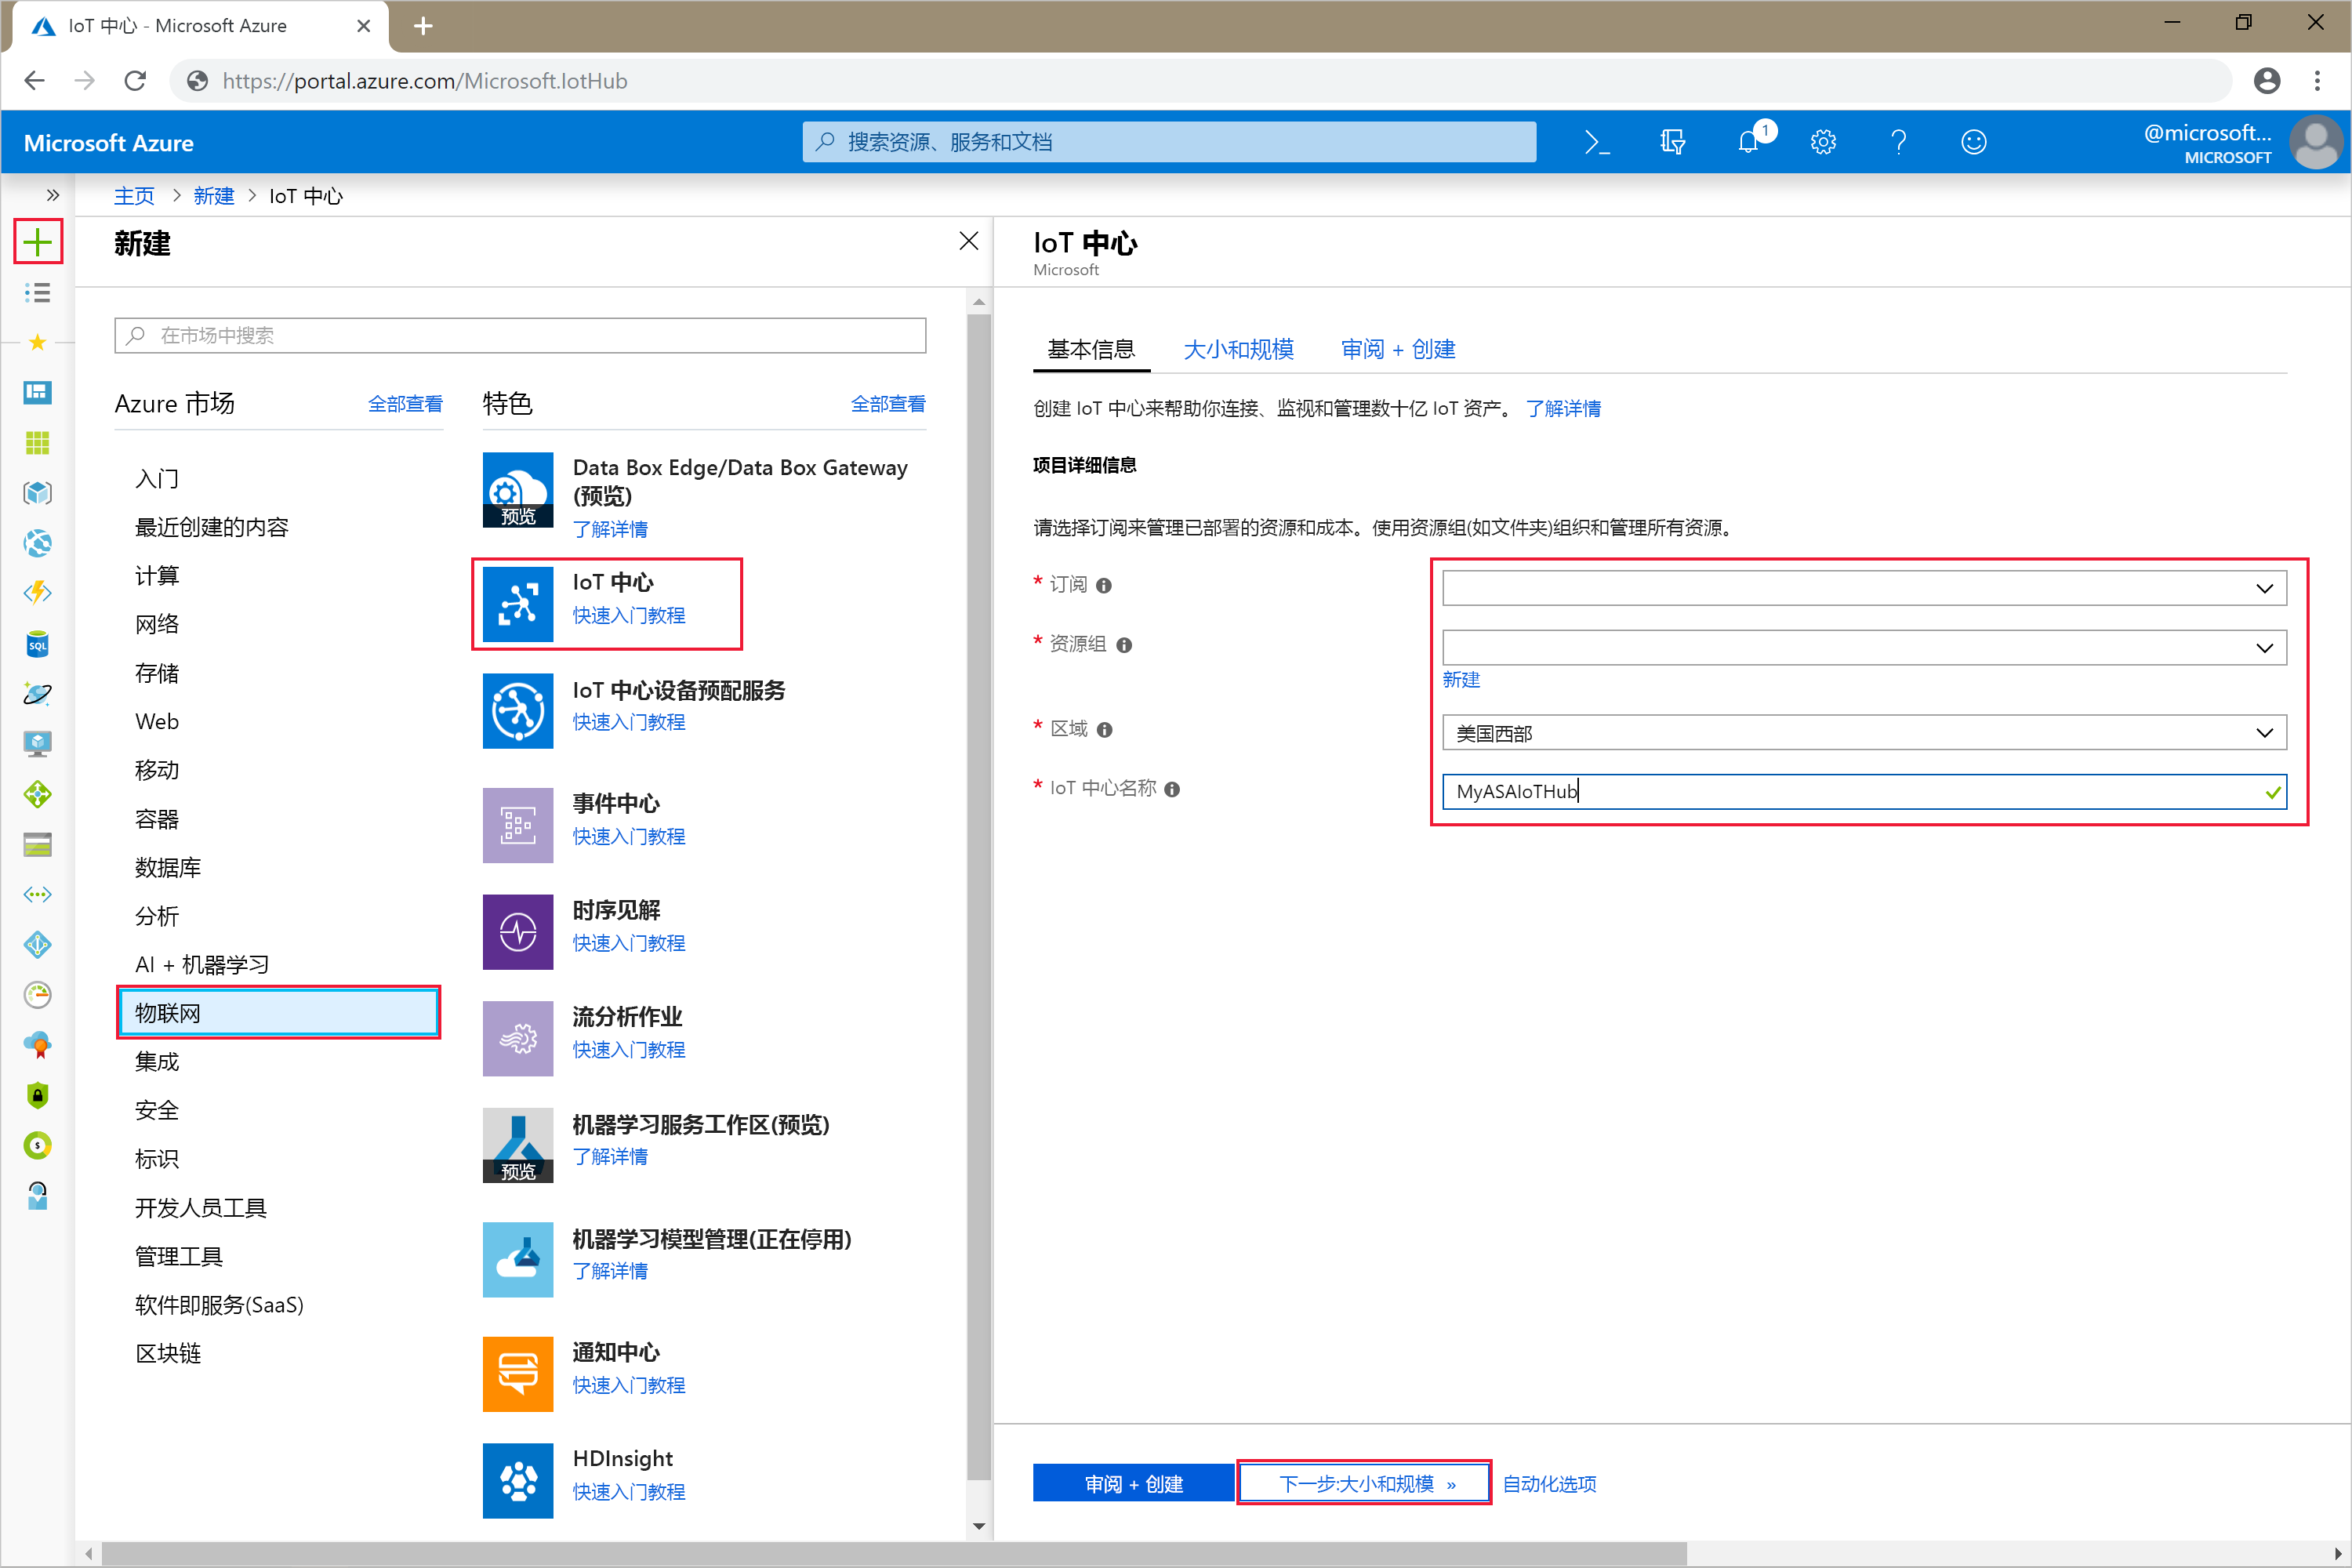 IoT 中心 - Microsoft Azure
https://portal.azure.com/Microsoft.IotHub
Microsoft Azure
搜索资源、服务和文档
1
@microsoft...
MICROSOFT
主页 > 新建 > IoT 中心
新建
在市场中搜索
Azure 市场
全部查看
入门
最近创建的内容
计算
网络
存储
Web
移动
容器
数据库
分析
AI + 机器学习
物联网
集成
安全
标识
开发人员工具
管理工具
软件即服务(SaaS)
区块链
特色
全部查看
Data Box Edge/Data Box Gateway
(预览)
预览
了解详情
IoT 中心
快速入门教程
IoT 中心设备预配服务
快速入门教程
事件中心
快速入门教程
时序见解
快速入门教程
流分析作业
快速入门教程
机器学习服务工作区(预览)
预览
了解详情
机器学习模型管理(正在停用)
了解详情
通知中心
快速入门教程
HDInsight
快速入门教程
SQL
IoT 中心
Microsoft
基本信息
大小和规模
审阅 + 创建
创建 IoT 中心来帮助你连接、监视和管理数十亿 IoT 资产。 了解详情
项目详细信息
请选择订阅来管理已部署的资源和成本。使用资源组(如文件夹)组织和管理所有资源。
* 订阅
* 资源组
新建
* 区域
美国西部
* IoT 中心名称
MyASAIoTHub
审阅 + 创建
下一步:大小和规模 »
自动化选项